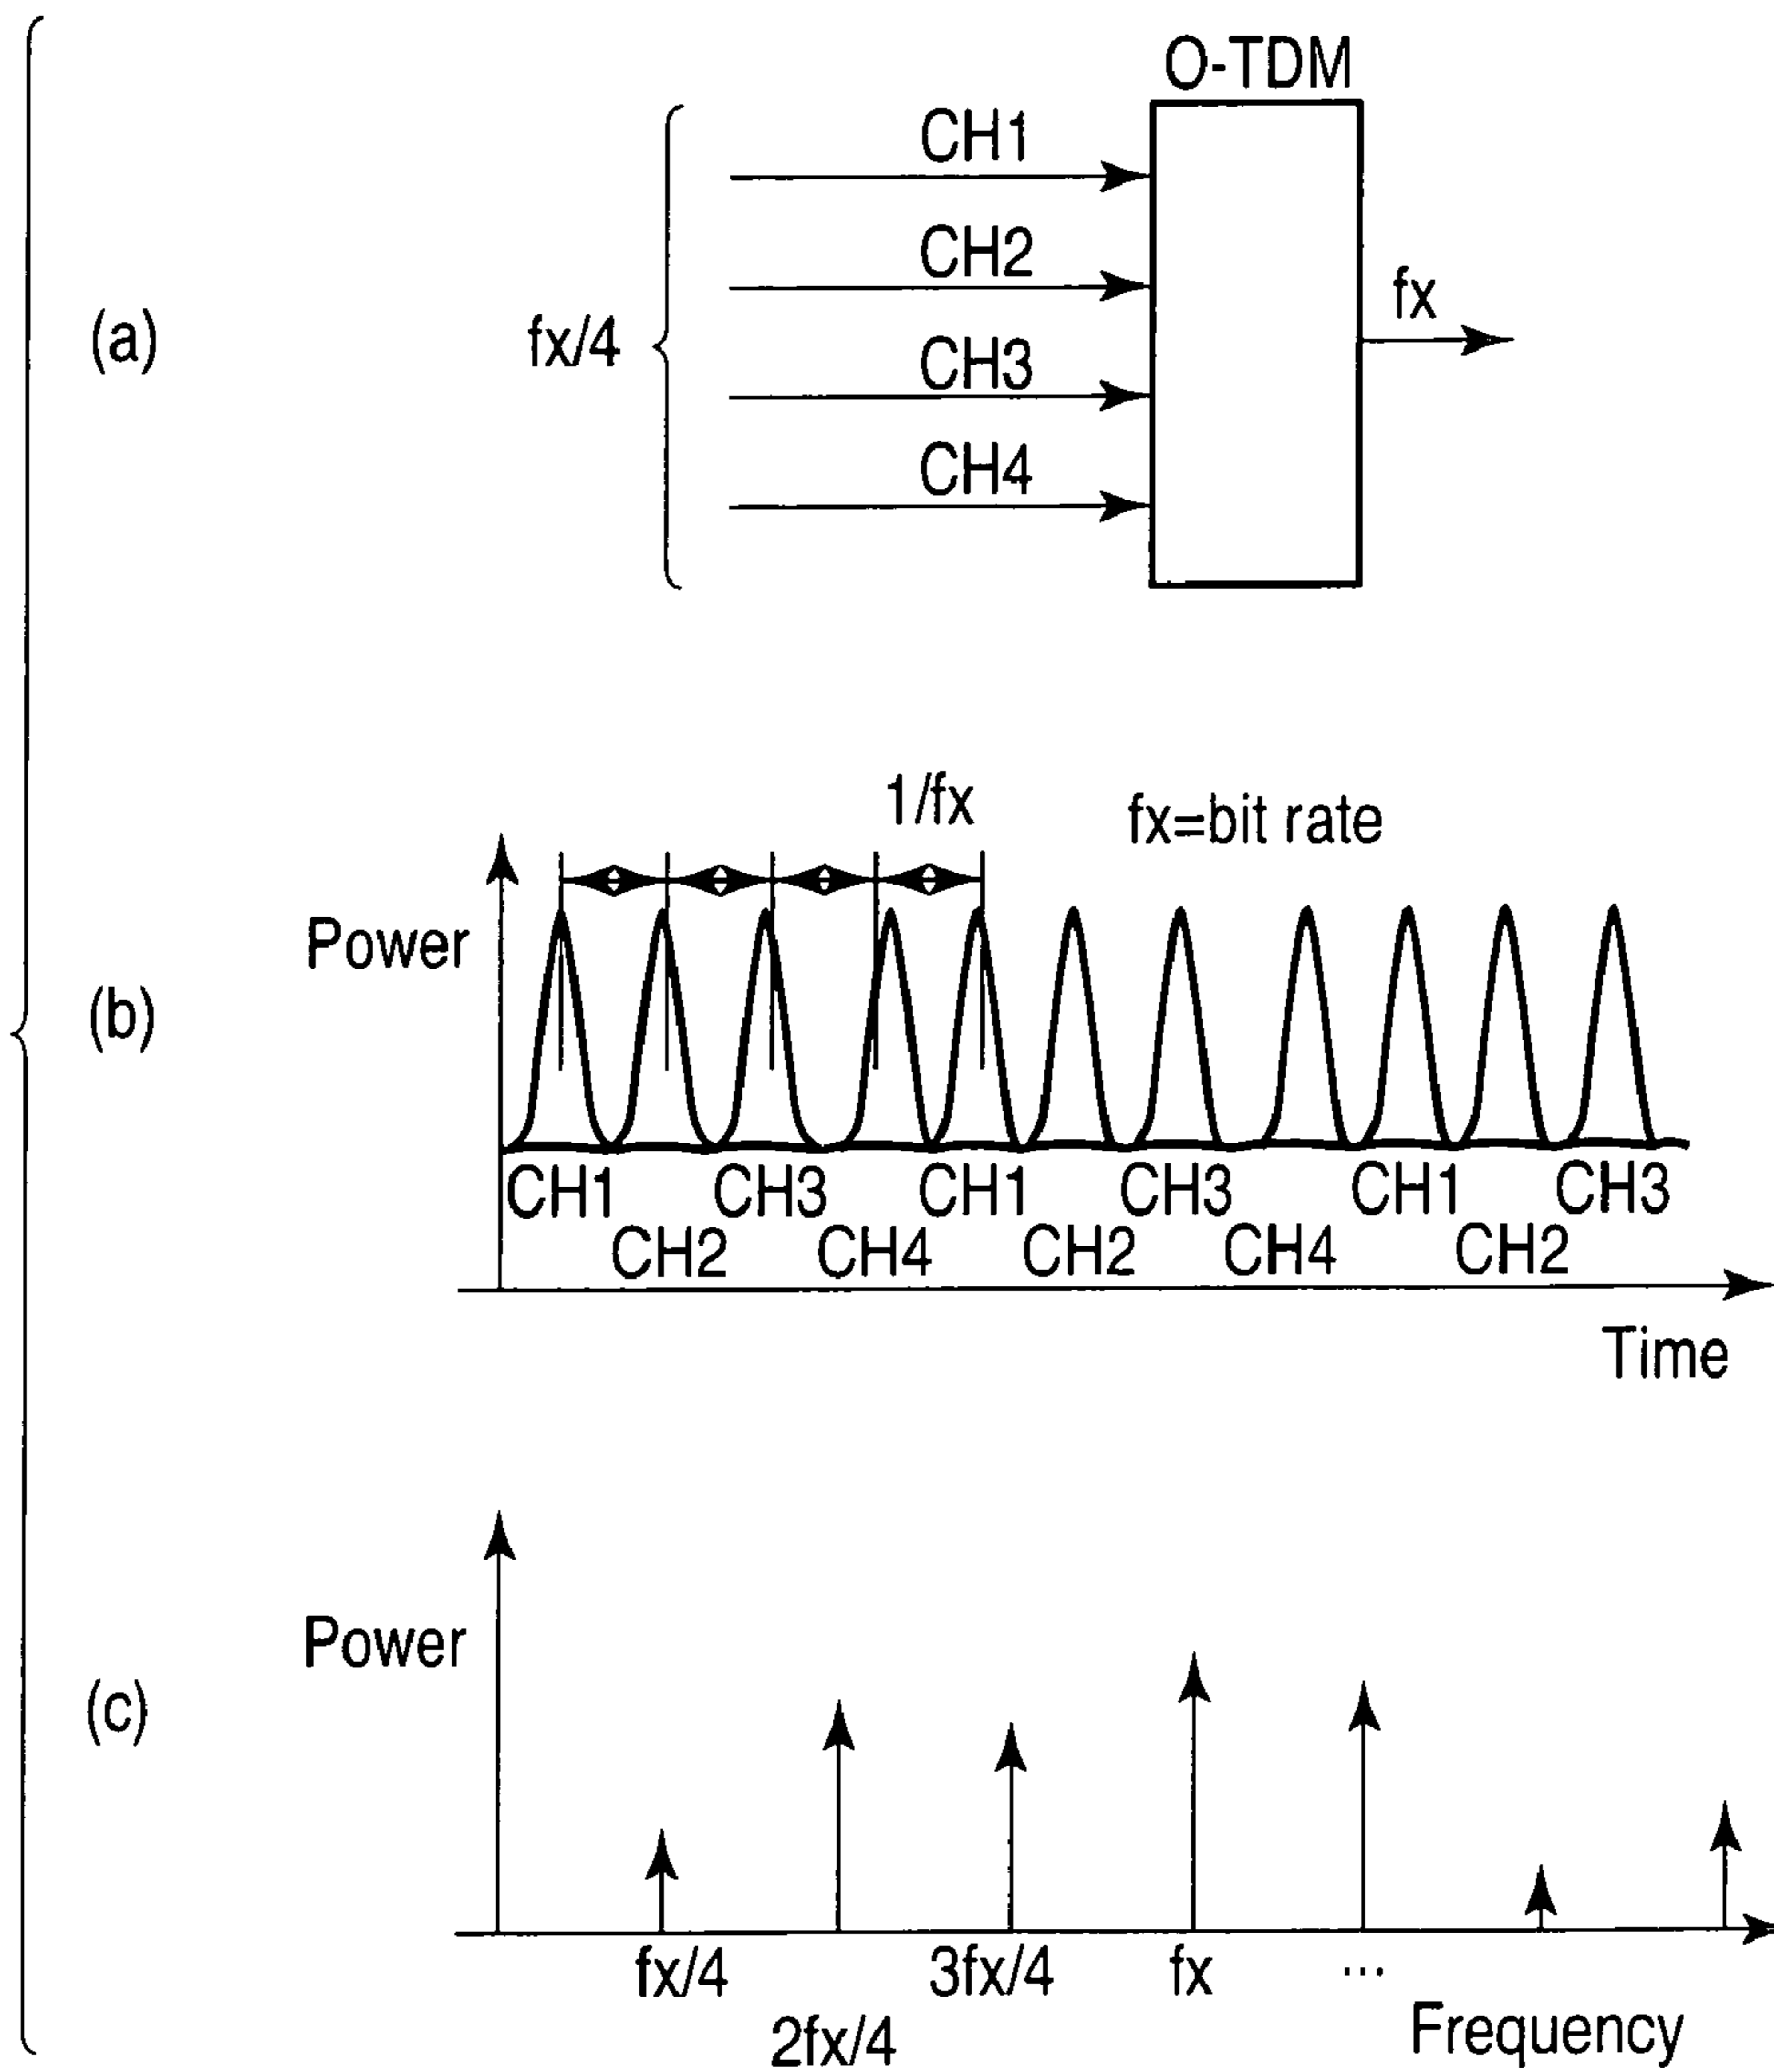 (a)
O-TDM
CH1
CH2
CH3
CH4
fx/4
fx
(b)
1/fx
fx=bit rate
Power
CH1
CH3
CH1
CH3
CH1
CH3
CH2
CH4
CH2
CH4
CH2
Time
(c)
Power
fx/4
3fx/4
fx
...
2fx/4
Frequency